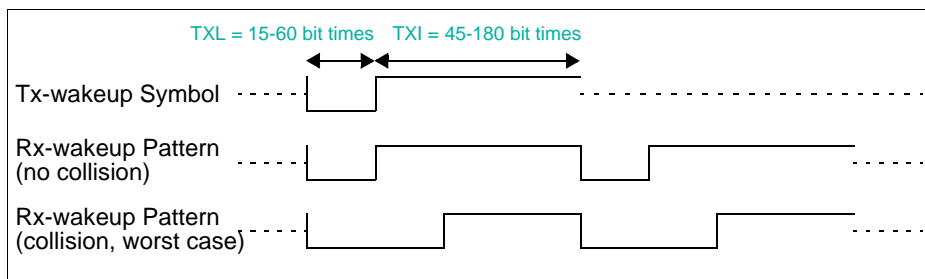 TXL = 15-60 bit times TXI = 45-180 bit times
Tx-wakeup Symbol
Rx-wakeup Pattern
(no collision)
Rx-wakeup Pattern
(collision, worst case)